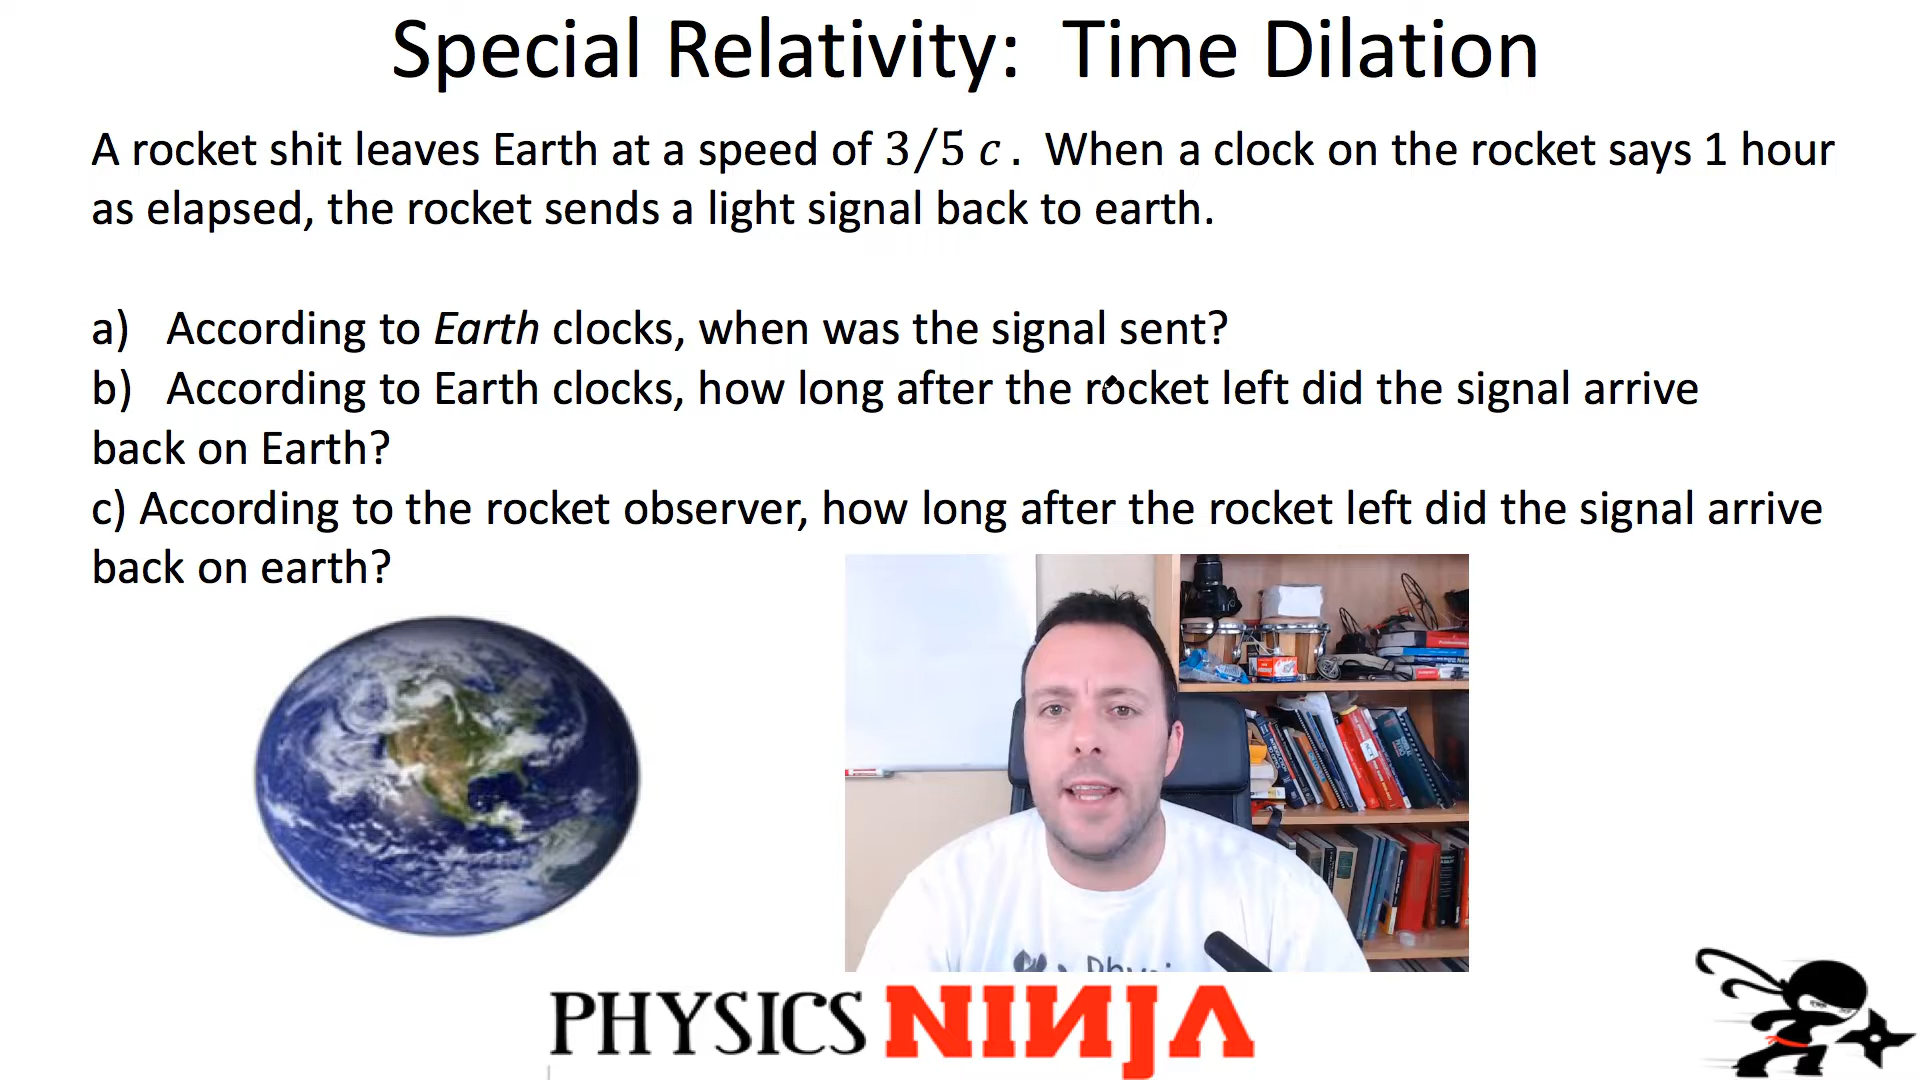 Special Relativity: Time Dilation
A rocket shit leaves Earth at a speed of 3/5 c. When a clock on the rocket says 1 hour
as elapsed, the rocket sends a light signal back to earth.
a) According to Earth clocks, when was the signal sent?
b) According to Earth clocks, how long after the rocket left did the signal arrive
back on Earth?
c) According to the rocket observer, how long after the rocket left did the signal arrive
back on earth?
PHYSICS NINJA